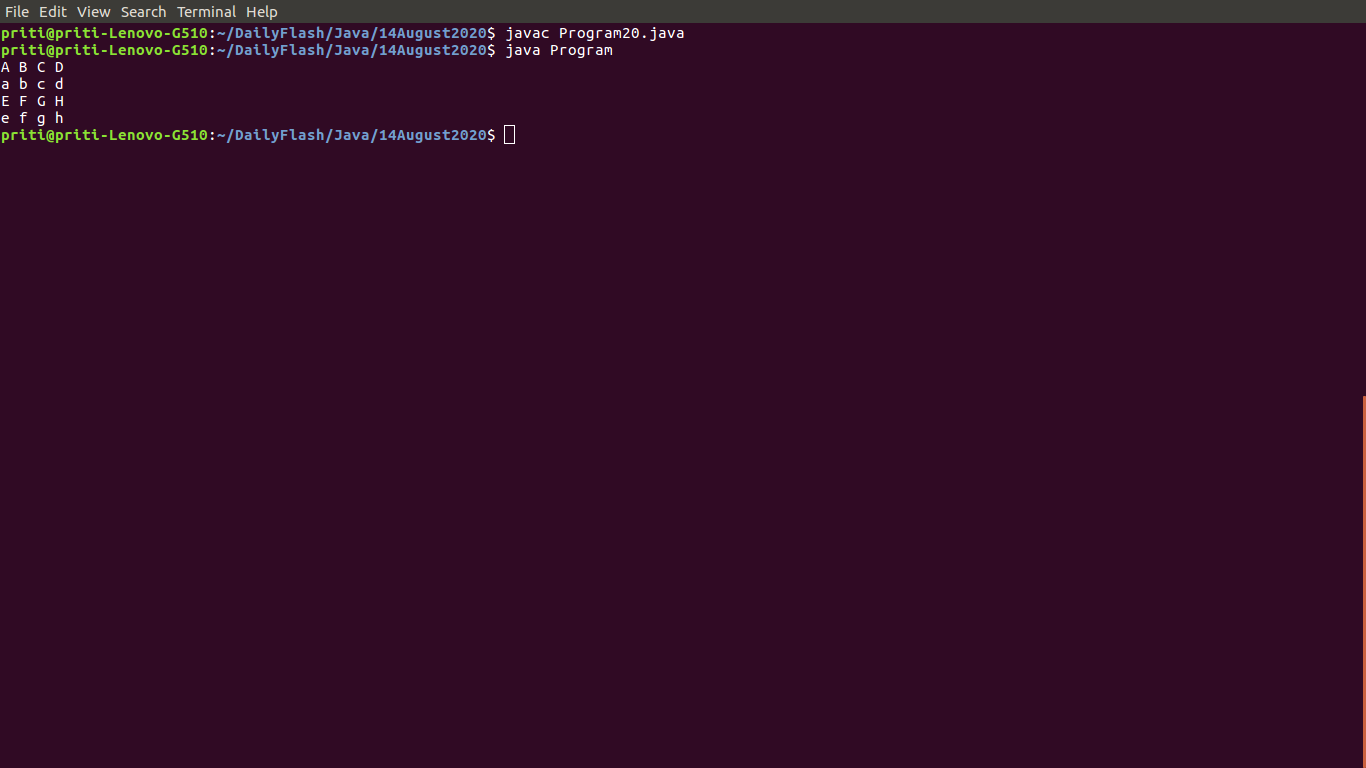 File Edit View Search Terminal Help
priti@priti-Lenovo-G510:~/DailyFlash/Java/14August2020$ javac Program20.java
priti@priti-Lenovo-G510:~/DailyFlash/Java/14August2020$ java Program
A B C D
a b c d
E F G H
e f g h
priti@priti-Lenovo-G510:~/DailyFlash/Java/14August2020$